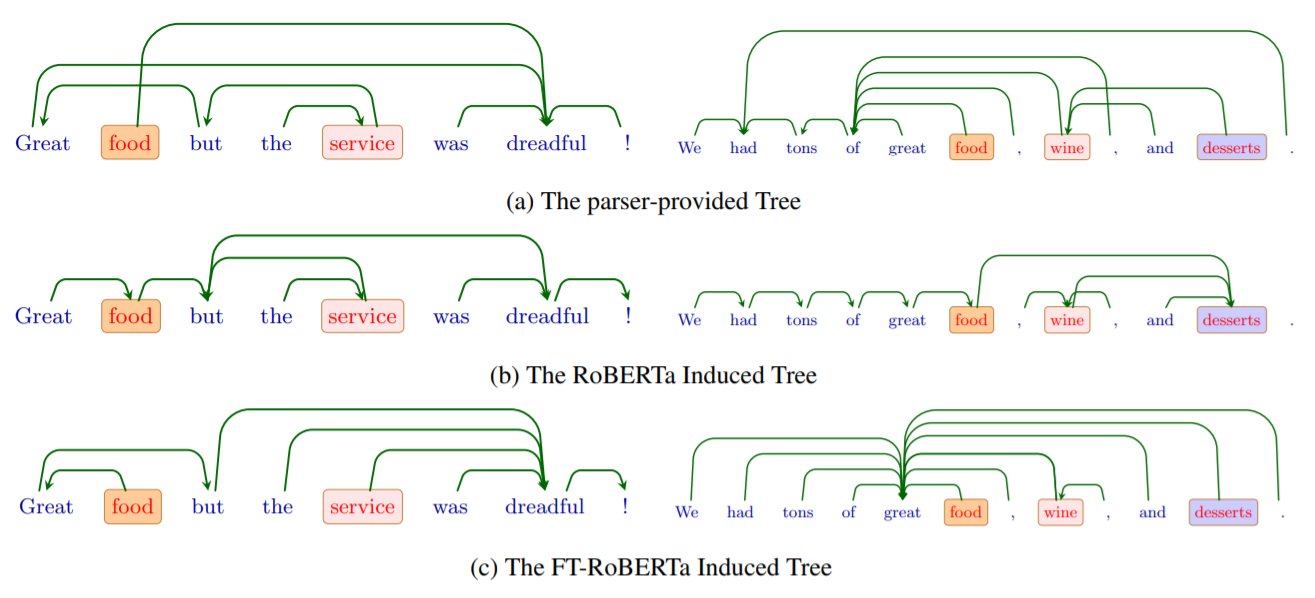 Great food but the service was dreadful !
We had tons of great food , wine , and desserts .
(a) The parser-provided Tree
Great food but the service was dreadful !
We had tons of great food , wine , and desserts .
(b) The RoBERTa Induced Tree
Great food but the service was dreadful !
We had tons of great food , wine , and desserts .
(c) The FT-RoBERTa Induced Tree